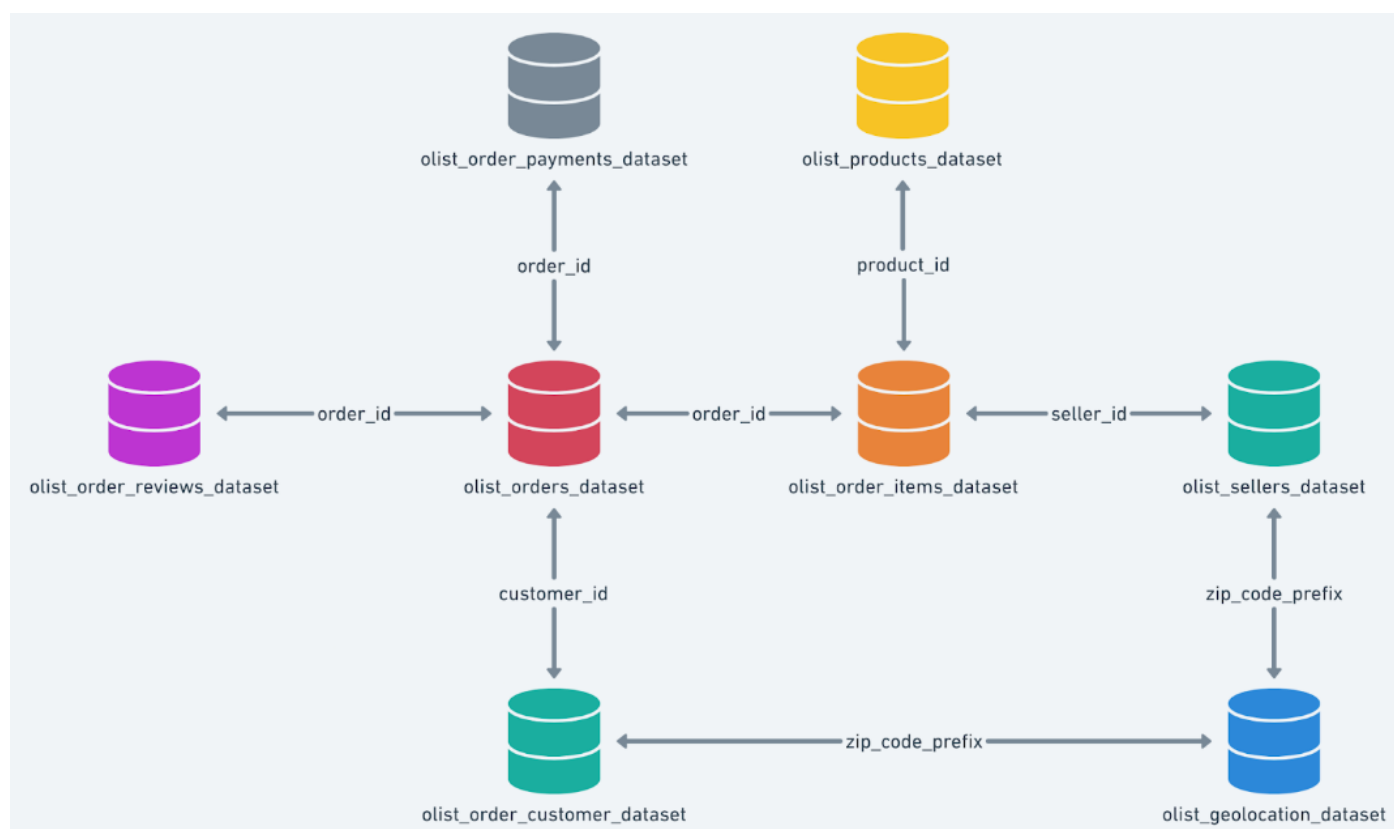 olist_order_payments_dataset
olist_products_dataset
order_id
product_id
order_id
order_id
seller_id
olist_order_reviews_dataset
olist_orders_dataset
olist_order_items_dataset
olist_sellers_dataset
customer_id
zip_code_prefix
zip_code_prefix
olist_order_customer_dataset
olist_geolocation_dataset